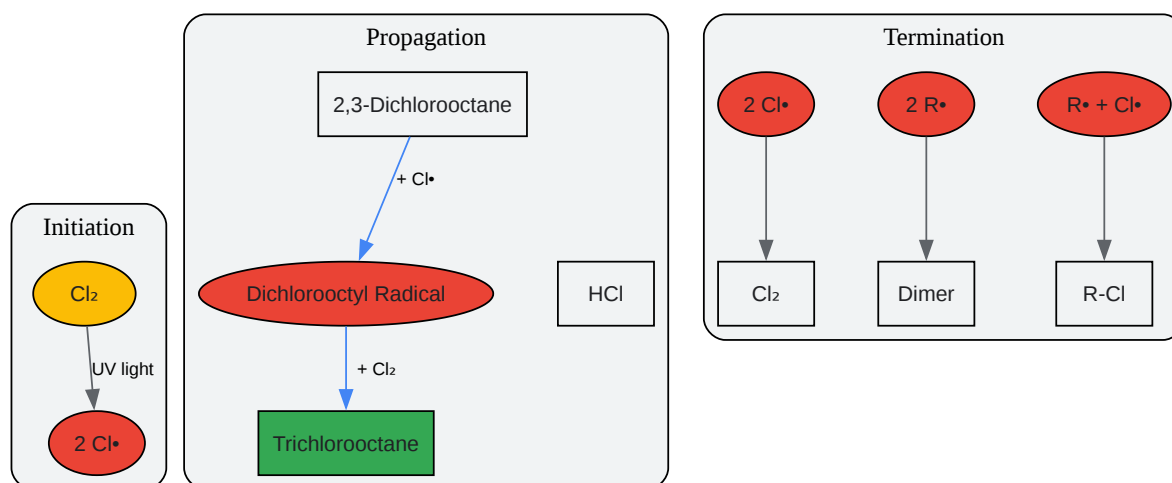 Initiation
Cl₂
UV light
2 Cl•
Propagation
2,3-Dichlorooctane
+ Cl•
Dichlorooctyl Radical
HCl
+ Cl₂
Trichlorooctane
Termination
2 Cl•
2 R•
R• + Cl•
Cl₂
Dimer
R-Cl